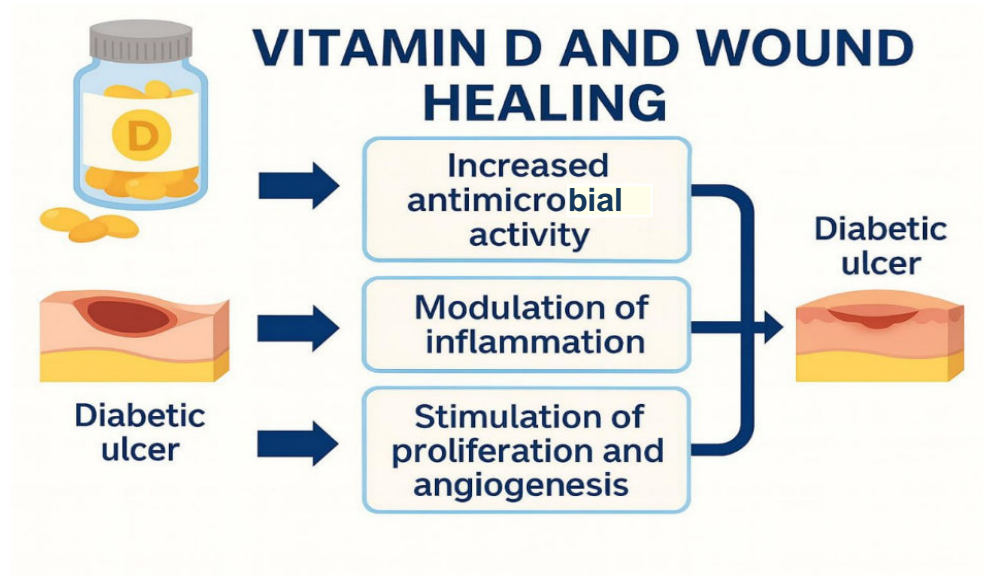 VITAMIN D AND WOUND
HEALING
D
Increased
antimicrobial
activity
Modulation of
inflammation
Stimulation of
proliferation and
angiogenesis
Diabetic
ulcer
Diabetic
ulcer